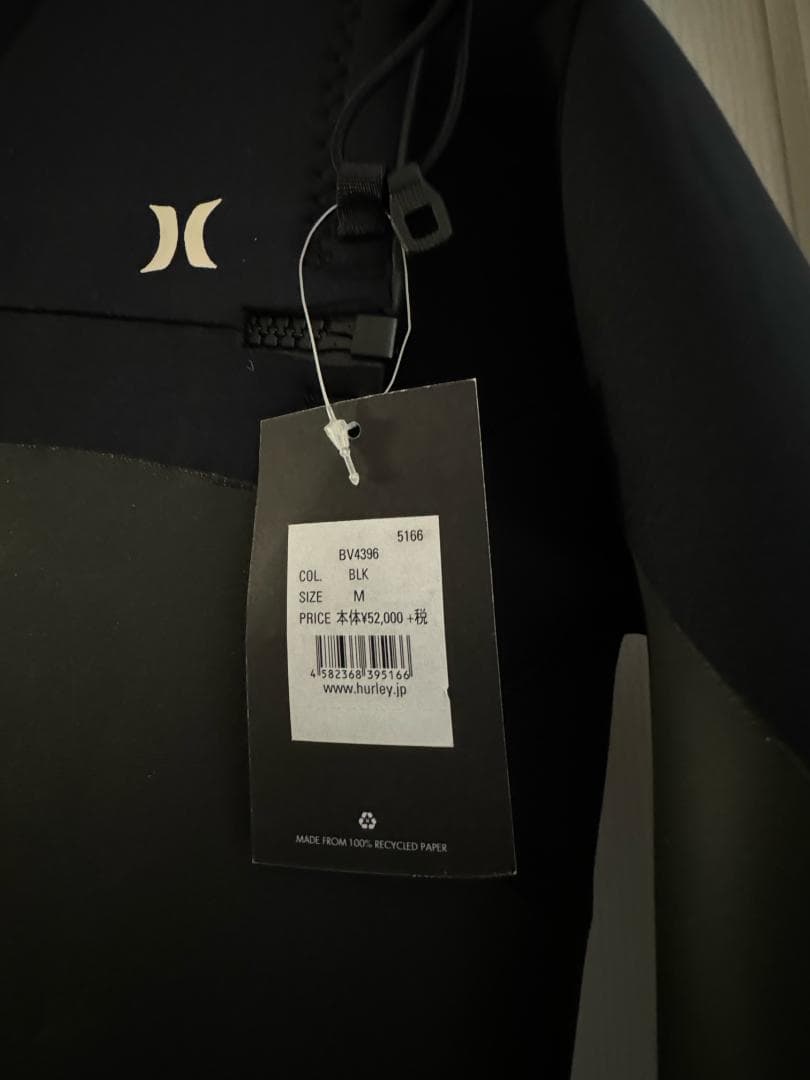 5166
BV4396
COL. BLK
SIZE M
PRICE 本体¥52,000 +税
4 582368 395166
www.hurley.jp
MADE FROM 100% RECYCLED PAPER